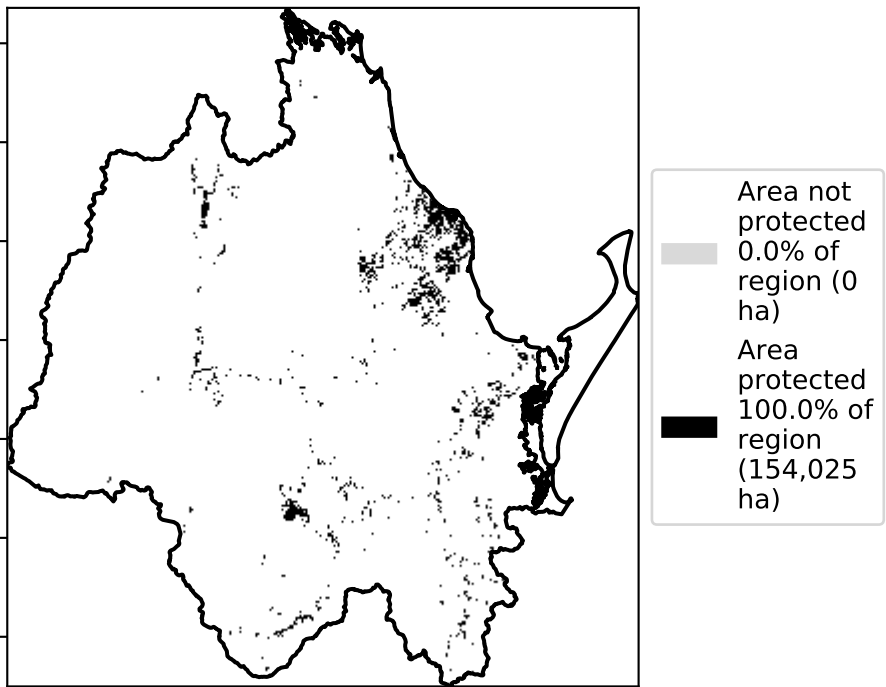 Area not
protected
0.0% of
region (0
ha)
Area
protected
100.0% of
region
(154,025
ha)